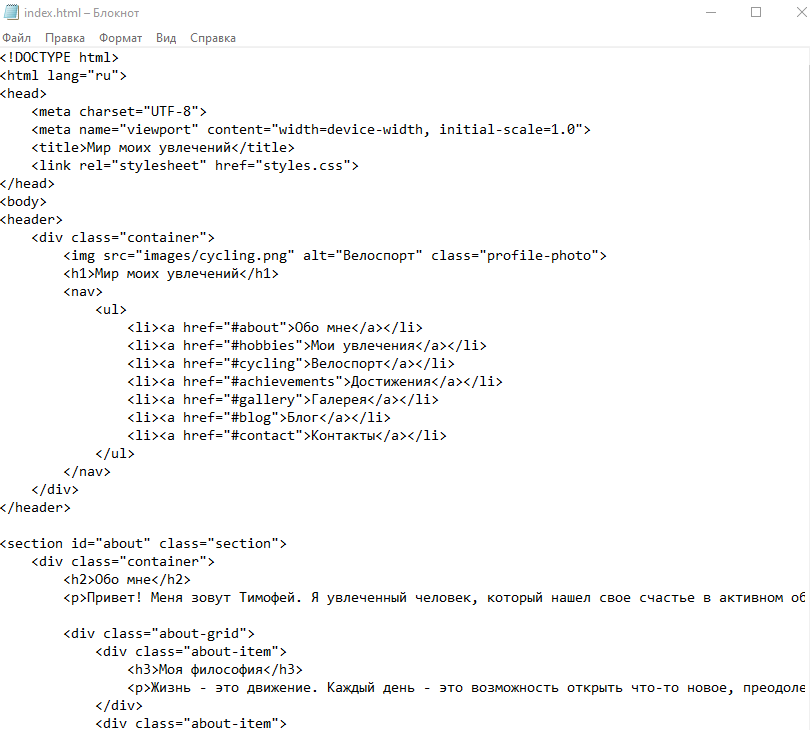 index.html – Блокнот
Файл Правка Формат Вид Справка
<!DOCTYPE html>
<html lang="ru">
<head>
    <meta charset="UTF-8">
    <meta name="viewport" content="width=device-width, initial-scale=1.0">
    <title>Мир моих увлечений</title>
    <link rel="stylesheet" href="styles.css">
</head>
<body>
<header>
    <div class="container">
        <img src="images/cycling.png" alt="Велоспорт" class="profile-photo">
        <h1>Мир моих увлечений</h1>
        <nav>
            <ul>
                <li><a href="#about">Обо мне</a></li>
                <li><a href="#hobbies">Мои увлечения</a></li>
                <li><a href="#cycling">Велоспорт</a></li>
                <li><a href="#achievements">Достижения</a></li>
                <li><a href="#gallery">Галерея</a></li>
                <li><a href="#blog">Блог</a></li>
                <li><a href="#contact">Контакты</a></li>
            </ul>
        </nav>
    </div>
</header>

<section id="about" class="section">
    <div class="container">
        <h2>Обо мне</h2>
        <p>Привет! Меня зовут Тимофей. Я увлеченный человек, который нашел свое счастье в активном об

        <div class="about-grid">
            <div class="about-item">
                <h3>Моя философия</h3>
                <p>Жизнь - это движение. Каждый день - это возможность открыть что-то новое, преодоле
            </div>
            <div class="about-item">